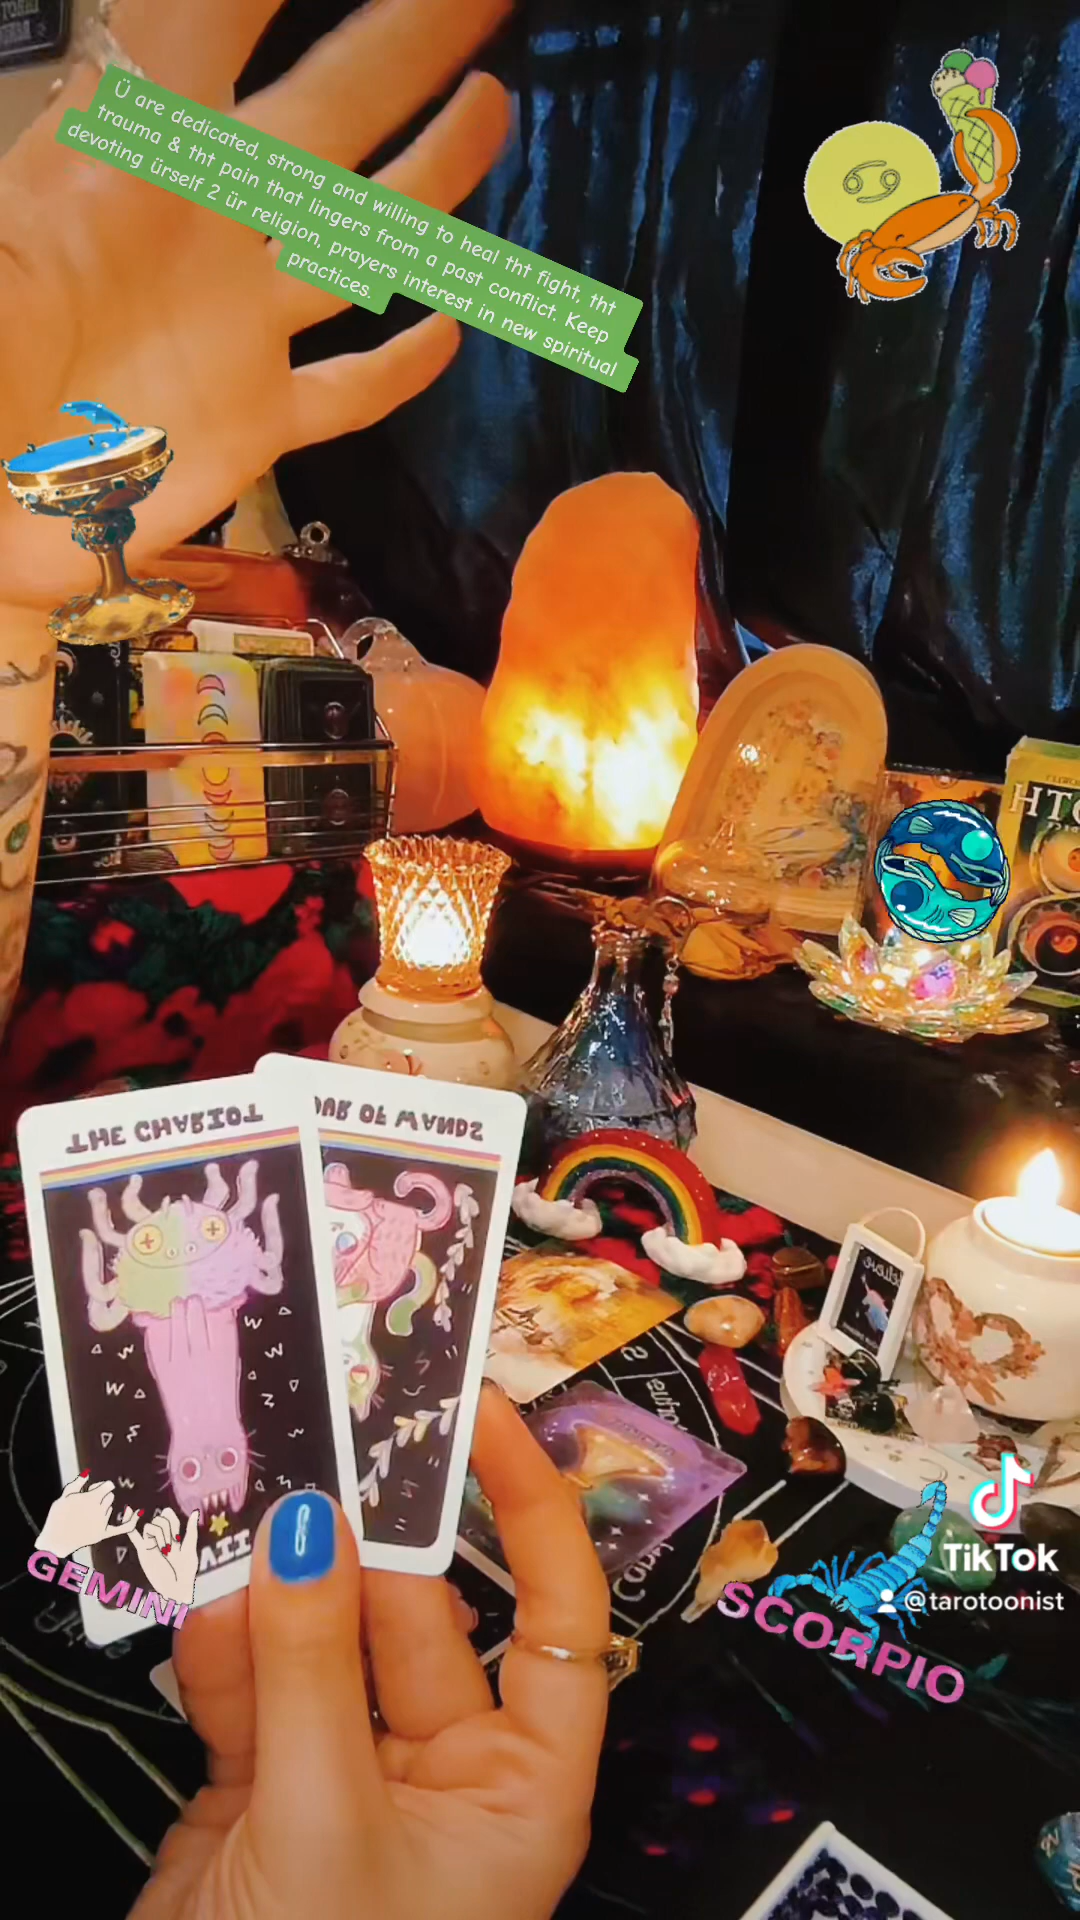 Ü are dedicated, strong and willing to heal tht fight, tht
trauma & tht pain that lingers from a past conflict. Keep
devoting ürself 2 ür religion, prayers interest in new spiritual
practices.
THE CHARIOT
OF WANDS
VII
GEMINI
SCORPIO
TikTok
@tarotoonist
Believe